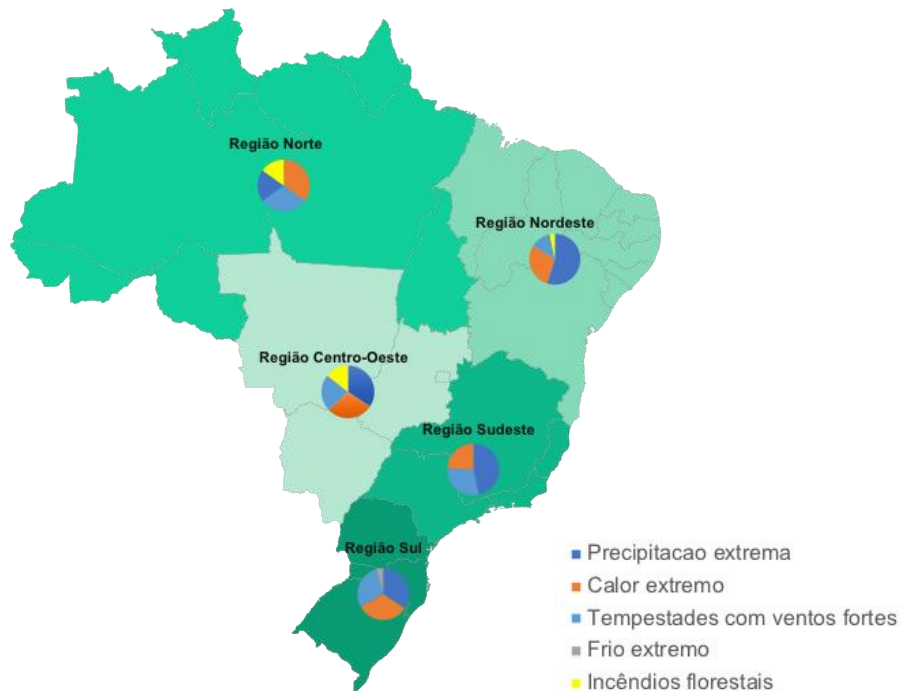 Região Norte
Região Nordeste
Região Centro-Oeste
Região Sudeste
Região Sul
Precipitacao extrema
Calor extremo
Tempestades com ventos fortes
Frio extremo
Incêndios florestais